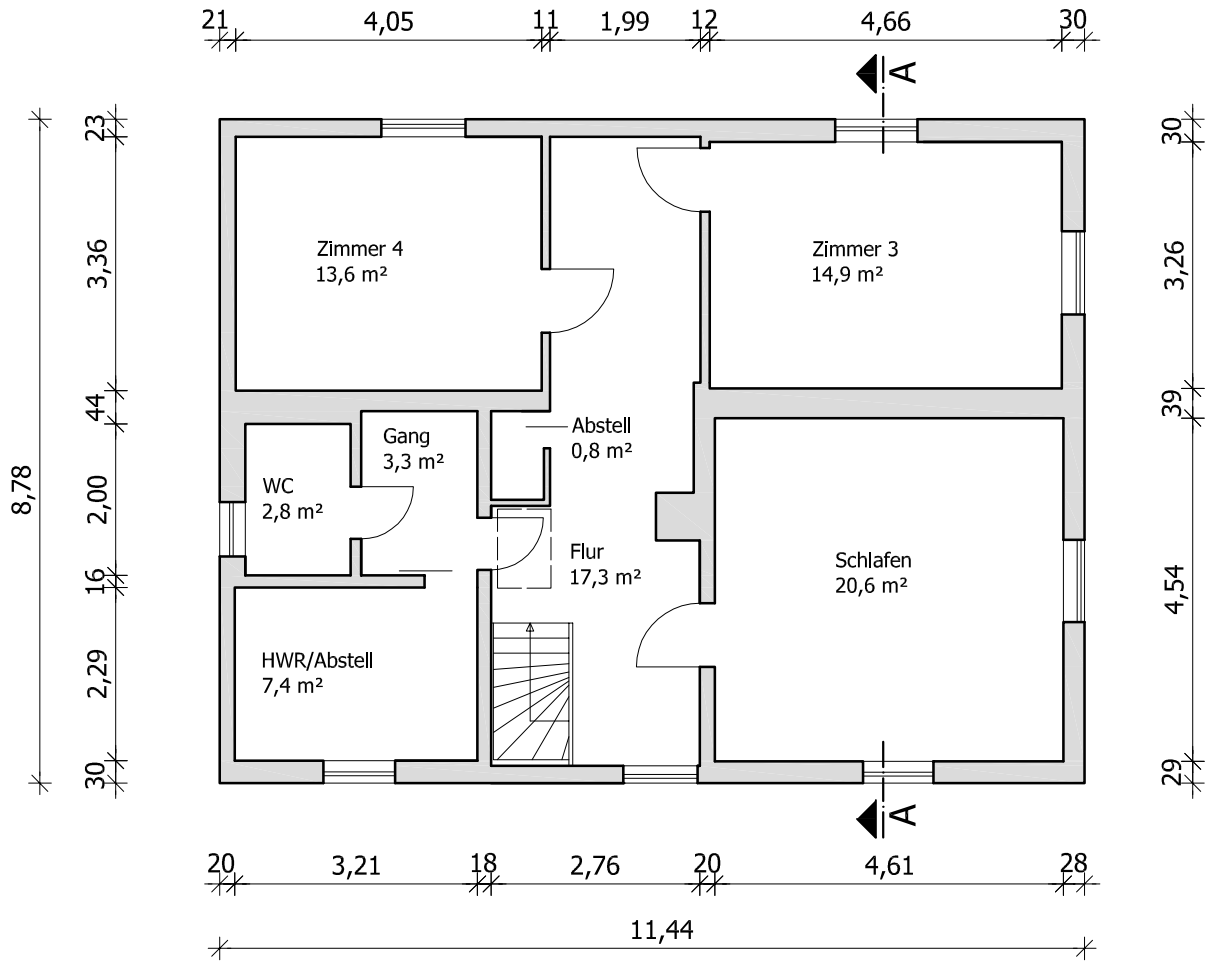 21 4,05 11 1,99 12 4,66 30
A
23
30
Zimmer 4
13,6 m²
Zimmer 3
14,9 m²
3,36
3,26
8,78
44
39
Gang
3,3 m²
Abstell
0,8 m²
WC
2,8 m²
2,00
Flur
17,3 m²
Schlafen
20,6 m²
16
4,54
HWR/Abstell
7,4 m²
2,29
30
29
A
20 3,21 18 2,76 20 4,61 28
11,44